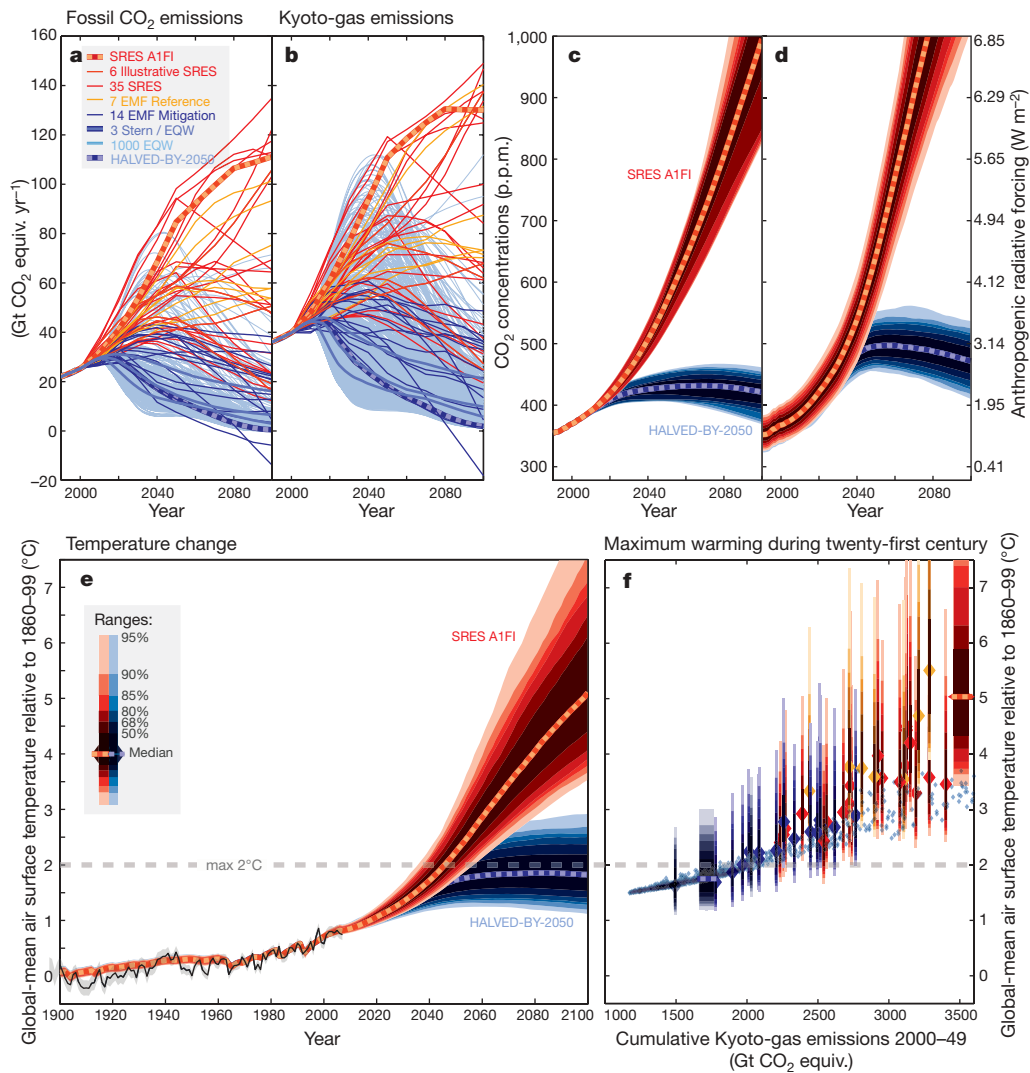 Fossil CO2 emissions
Kyoto-gas emissions
a
b
c
d
160
140
120
100
80
60
40
20
0
−20
(Gt CO2 equiv. yr−1)
SRES A1FI
6 Illustrative SRES
35 SRES
7 EMF Reference
14 EMF Mitigation
3 Stern / EQW
1000 EQW
HALVED-BY-2050
2000
2040
2080
Year
2000
2040
2080
Year
1,000
900
800
700
600
500
400
300
CO2 concentrations (p.p.m.)
SRES A1FI
HALVED-BY-2050
2000
2040
2080
Year
2000
2040
2080
Year
6.85
6.29
5.65
4.94
4.12
3.14
1.95
0.41
Anthropogenic radiative forcing (W m−2)
Temperature change
e
7
6
5
4
3
2
1
0
Global-mean air surface temperature relative to 1860–99 (°C)
Ranges:
95%
90%
85%
80%
68%
50%
Median
SRES A1FI
max 2°C
HALVED-BY-2050
1900
1920
1940
1960
1980
2000
2020
2040
2060
2080
2100
Year
Maximum warming during twenty-first century
f
7
6
5
4
3
2
1
0
Global-mean air surface temperature relative to 1860–99 (°C)
1000
1500
2000
2500
3000
3500
Cumulative Kyoto-gas emissions 2000–49
(Gt CO2 equiv.)